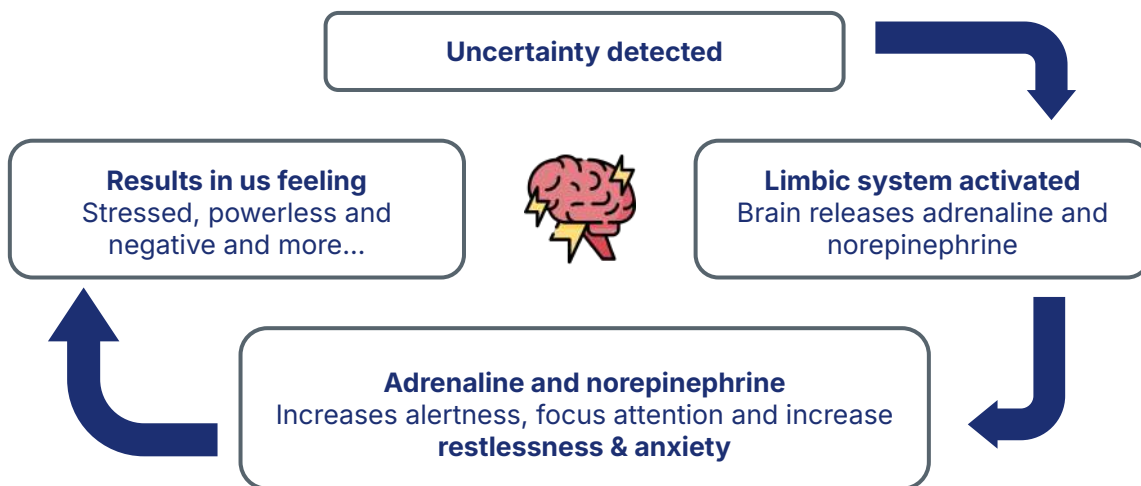 Uncertainty detected
Limbic system activated
Brain releases adrenaline and
norepinephrine
Adrenaline and norepinephrine
Increases alertness, focus attention and increase
restlessness & anxiety
Results in us feeling
Stressed, powerless and
negative and more...